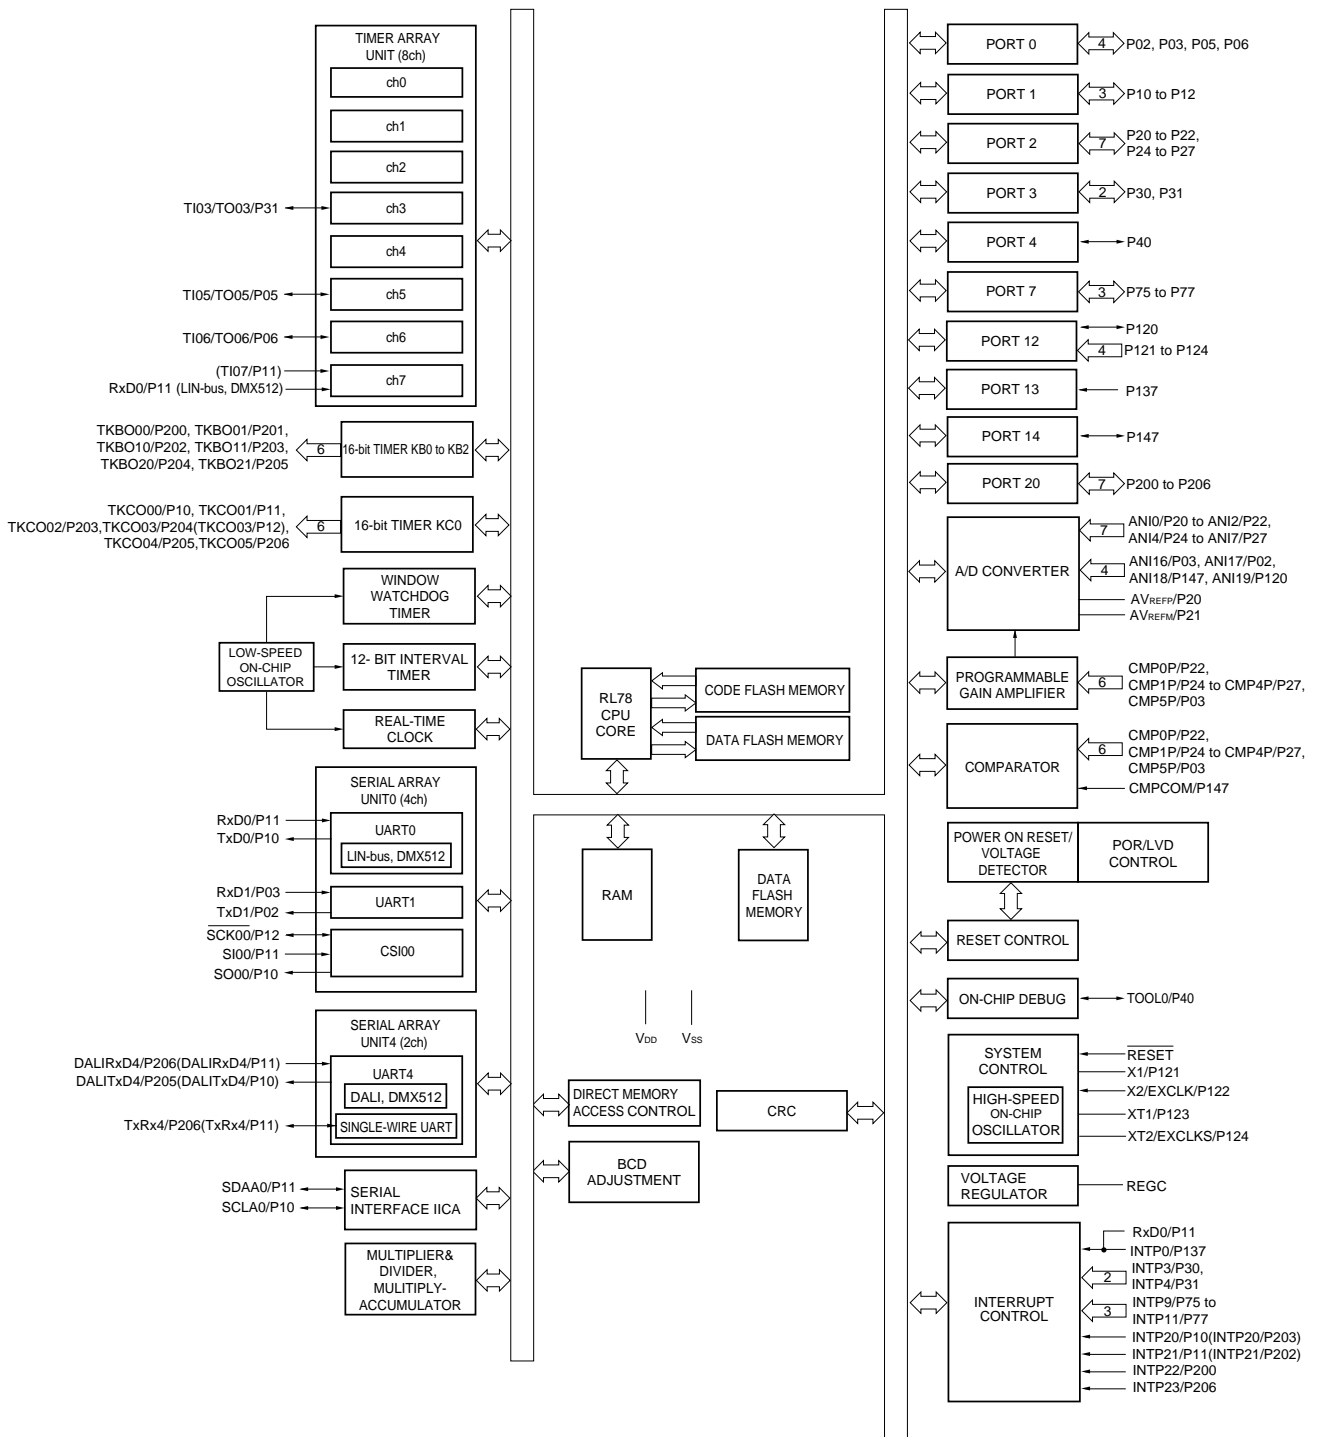 TIMER ARRAY
UNIT (8ch)
ch0
ch1
ch2
TI03/TO03/P31
ch3
ch4
TI05/TO05/P05
ch5
TI06/TO06/P06
ch6
(TI07/P11)
RxD0/P11 (LIN-bus, DMX512)
ch7
TKBO00/P200, TKBO01/P201,
TKBO10/P202, TKBO11/P203,
TKBO20/P204, TKBO21/P205
6
16-bit TIMER KB0 to KB2
TKCO00/P10, TKCO01/P11,
TKCO02/P203,TKCO03/P204(TKCO03/P12),
TKCO04/P205,TKCO05/P206
6
16-bit TIMER KC0
WINDOW
WATCHDOG
TIMER
LOW-SPEED
ON-CHIP
OSCILLATOR
12- BIT INTERVAL
TIMER
REAL-TIME
CLOCK
SERIAL ARRAY
UNIT0 (4ch)
RxD0/P11
TxD0/P10
UART0
LIN-bus, DMX512
RxD1/P03
TxD1/P02
UART1
SCK00/P12
SI00/P11
SO00/P10
CSI00
SERIAL ARRAY
UNIT4 (2ch)
DALIRxD4/P206(DALIRxD4/P11)
DALITxD4/P205(DALITxD4/P10)
UART4
DALI, DMX512
TxRx4/P206(TxRx4/P11)
SINGLE-WIRE UART
SDAA0/P11
SCLA0/P10
SERIAL
INTERFACE IICA
MULTIPLIER&
DIVIDER,
MULITIPLY-
ACCUMULATOR
RL78
CPU
CORE
CODE FLASH MEMORY
DATA FLASH MEMORY
RAM
DATA
FLASH
MEMORY
VDD
VSS
DIRECT MEMORY
ACCESS CONTROL
CRC
BCD
ADJUSTMENT
PORT 0
4
P02, P03, P05, P06
PORT 1
3
P10 to P12
PORT 2
7
P20 to P22,
P24 to P27
PORT 3
2
P30, P31
PORT 4
P40
PORT 7
3
P75 to P77
PORT 12
P120
4
P121 to P124
PORT 13
P137
PORT 14
P147
PORT 20
7
P200 to P206
A/D CONVERTER
7
ANI0/P20 to ANI2/P22,
ANI4/P24 to ANI7/P27
4
ANI16/P03, ANI17/P02,
ANI18/P147, ANI19/P120
AVREFP/P20
AVREFM/P21
PROGRAMMABLE
GAIN AMPLIFIER
6
CMP0P/P22,
CMP1P/P24 to CMP4P/P27,
CMP5P/P03
COMPARATOR
6
CMP0P/P22,
CMP1P/P24 to CMP4P/P27,
CMP5P/P03
CMPCOM/P147
POWER ON RESET/
VOLTAGE
DETECTOR
POR/LVD
CONTROL
RESET CONTROL
ON-CHIP DEBUG
TOOL0/P40
SYSTEM
CONTROL
HIGH-SPEED
ON-CHIP
OSCILLATOR
RESET
X1/P121
X2/EXCLK/P122
XT1/P123
XT2/EXCLKS/P124
VOLTAGE
REGULATOR
REGC
INTERRUPT
CONTROL
RxD0/P11
INTP0/P137
2
INTP3/P30,
INTP4/P31
3
INTP9/P75 to
INTP11/P77
INTP20/P10(INTP20/P203)
INTP21/P11(INTP21/P202)
INTP22/P200
INTP23/P206